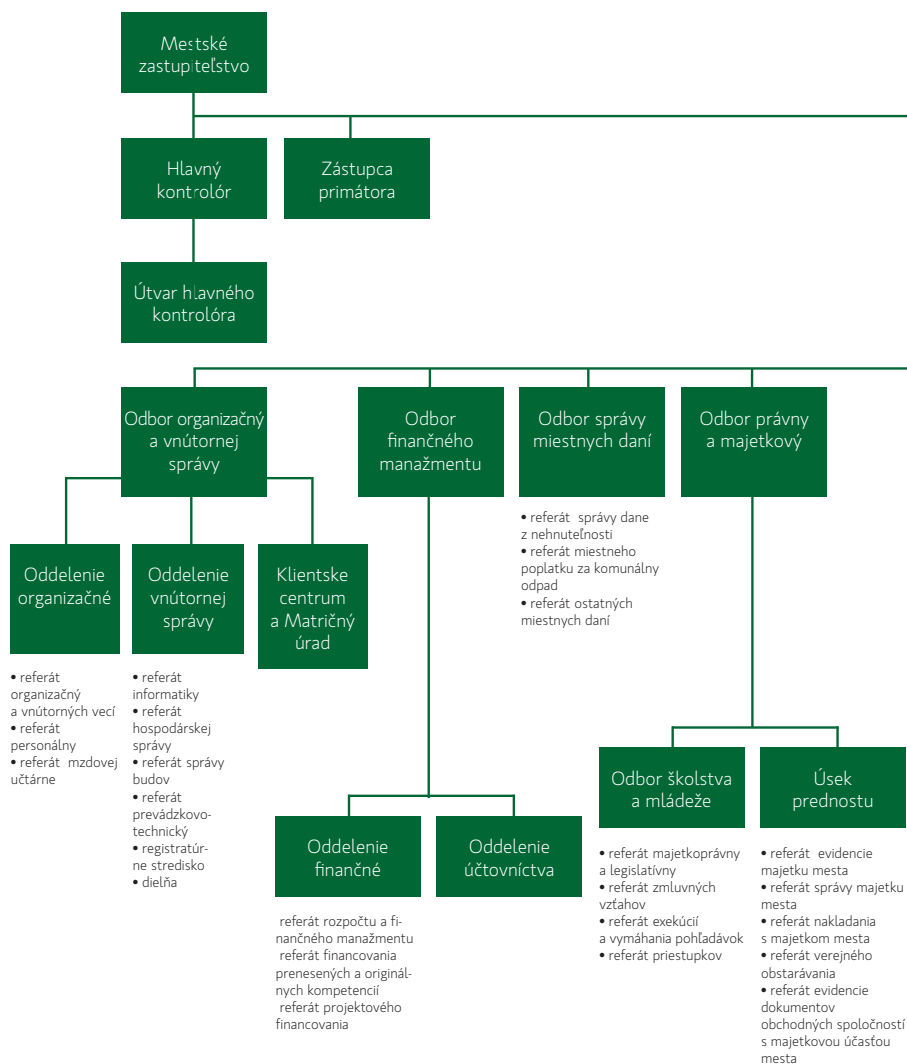 Mestské
zastupiteľstvo
Hlavný
kontrolór
Zástupca
primátora
Útvar hlavného
kontrolóra
Odbor organizačný
a vnútornej
správy
Odbor
finančného
manažmentu
Odbor správy
miestnych daní
Odbor právny
a majetkový
• referát správy dane
z nehnuteľnosti
• referát miestneho
poplatku za komunálny
odpad
• referát ostatných
miestnych daní
Oddelenie
organizačné
Oddelenie
vnútornej
správy
Klientske
centrum
a Matričný
úrad
• referát
organizačný
a vnútorných vecí
• referát
personálny
• referát mzdovej
učtárne
• referát
informatiky
• referát
hospodárskej
správy
• referát správy
budov
• referát
prevádzkovo-
technický
• registratúr-
ne stredisko
• dielňa
Oddelenie
finančné
Oddelenie
účtovníctva
referát rozpočtu a fi-
nančného manažmentu
referát financovania
prenesených a originál-
nych kompetencií
referát projektového
financovania
Odbor školstva
a mládeže
Úsek
prednostu
• referát majetkoprávny
a legislatívny
• referát zmluvných
vzťahov
• referát exekúcií
a vymáhania pohľadávok
• referát priestupkov
• referát evidencie
majetku mesta
• referát správy majetku
mesta
• referát nakladania
s majetkom mesta
• referát verejného
obstarávania
• referát evidencie
dokumentov
obchodných spoločností
s majetkovou účasťou
mesta